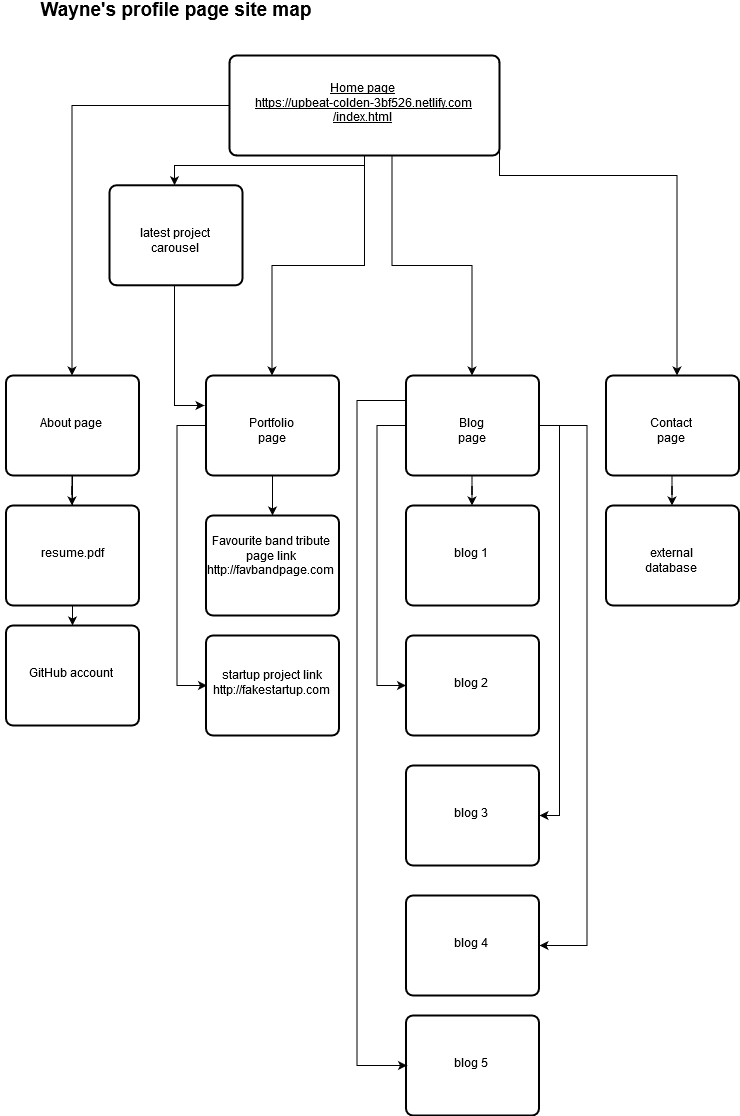 Wayne's profile page site map
Home page
https://upbeat-colden-3bf526.netlify.com
/index.html
latest project
carousel
About page
Portfolio
page
Blog
page
Contact
page
resume.pdf
Favourite band tribute
page link
http://favbandpage.com
blog 1
external
database
GitHub account
startup project link
http://fakestartup.com
blog 2
blog 3
blog 4
blog 5